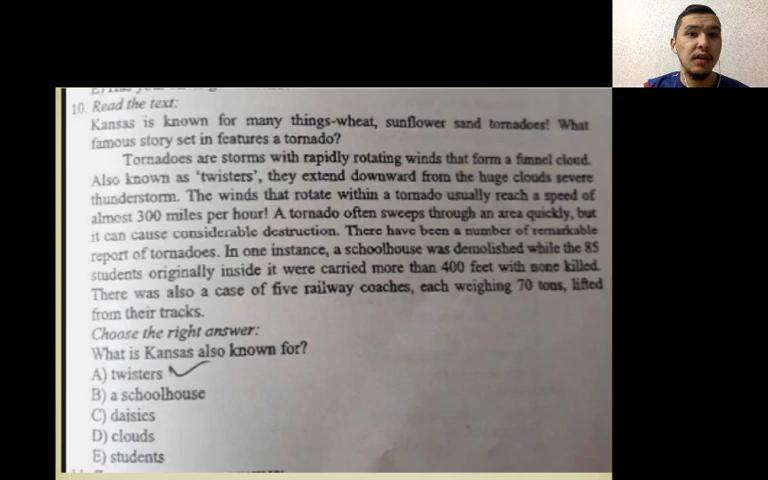 10. Read the text:
Kansas is known for many things-wheat, sunflower sand tornadoes! What
famous story set in features a tornado?
Tornadoes are storms with rapidly rotating winds that form a funnel cloud.
Also known as ‘twisters’, they extend downward from the huge clouds severe
thunderstorm. The winds that rotate within a tornado usually reach a speed of
almost 300 miles per hour! A tornado often sweeps through an area quickly, but
it can cause considerable destruction. There have been a number of remarkable
report of tornadoes. In one instance, a schoolhouse was demolished while the 85
students originally inside it were carried more than 400 feet with none killed.
There was also a case of five railway coaches, each weighing 70 tons, lifted
from their tracks.
Choose the right answer:
What is Kansas also known for?
A) twisters
B) a schoolhouse
C) daisies
D) clouds
E) students